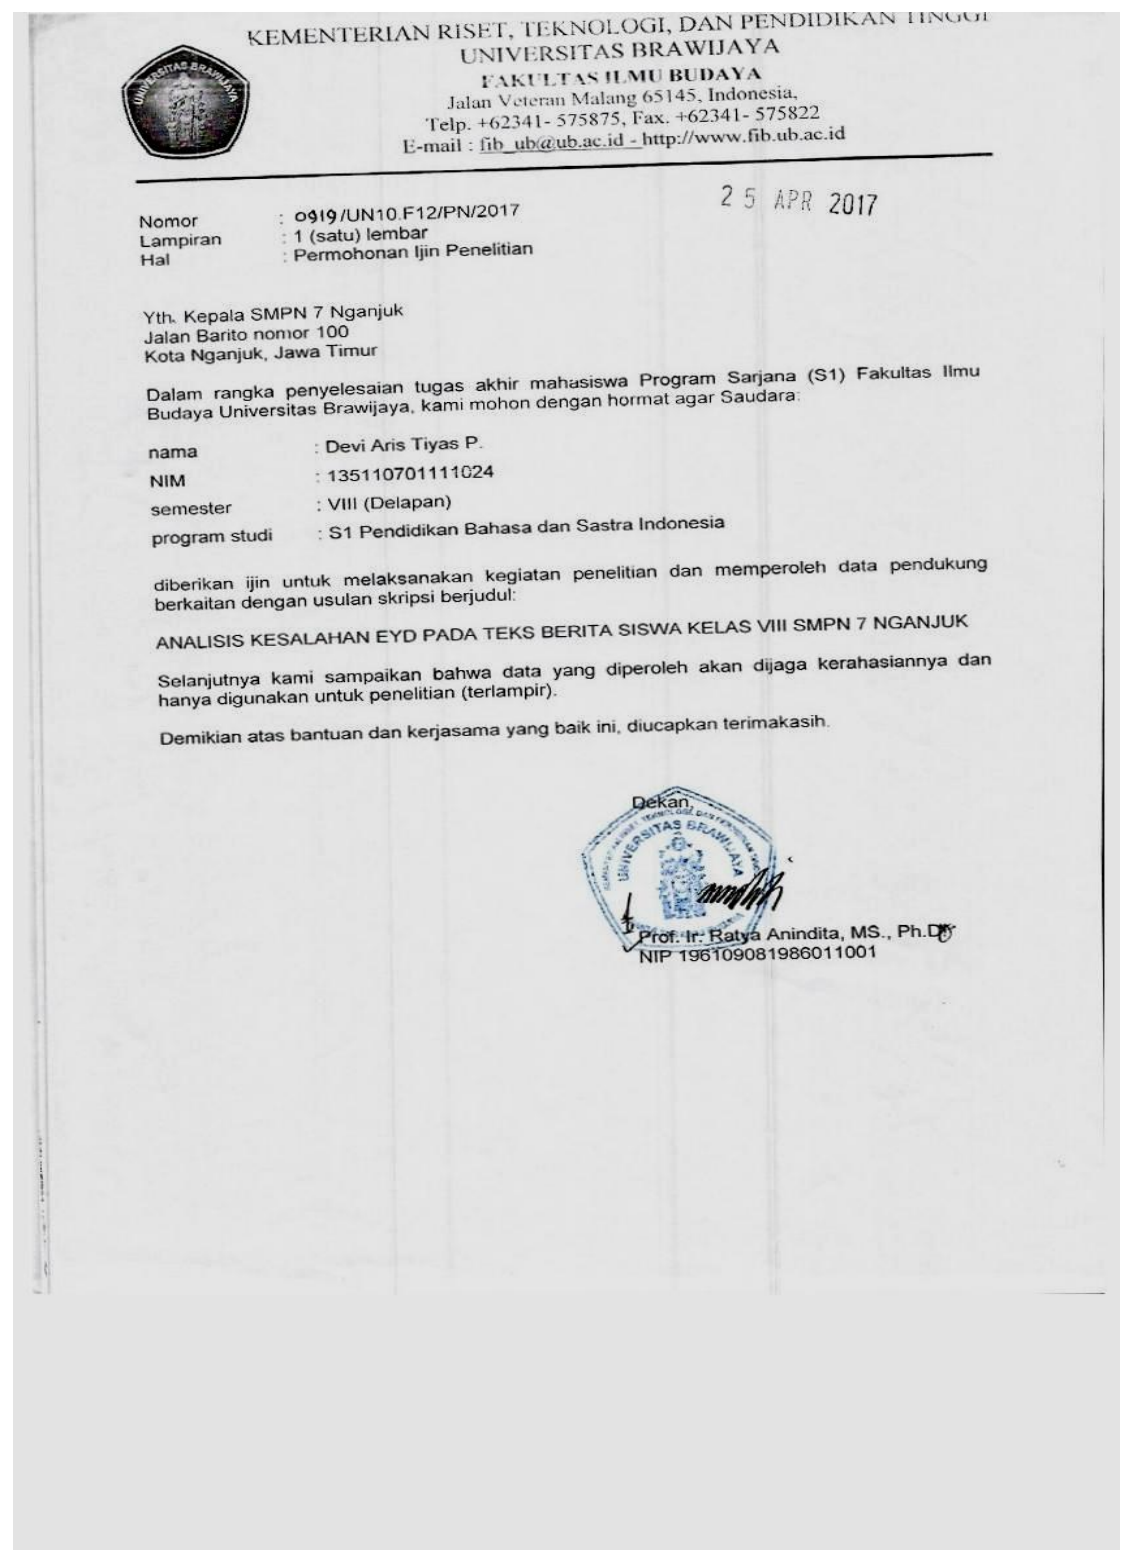 KEMENTERIAN RISET, TEKNOLOGI, DAN PENDIDIKAN TINGGI
UNIVERSITAS BRAWIJAYA
FAKULTAS ILMU BUDAYA
Jalan Veteran Malang 65145, Indonesia,
Telp. +62341- 575875, Fax. +62341- 575822
E-mail : fib_ub@ub.ac.id - http://www.fib.ub.ac.id
UNIVERSITAS BRAWIJAYA
25 APR 2017
Nomor : 0919/UN10.F12/PN/2017
Lampiran : 1 (satu) lembar
Hal : Permohonan Ijin Penelitian
Yth. Kepala SMPN 7 Nganjuk
Jalan Barito nomor 100
Kota Nganjuk, Jawa Timur
Dalam rangka penyelesaian tugas akhir mahasiswa Program Sarjana (S1) Fakultas Ilmu
Budaya Universitas Brawijaya, kami mohon dengan hormat agar Saudara:
nama : Devi Aris Tiyas P.
NIM : 135110701111024
semester : VIII (Delapan)
program studi : S1 Pendidikan Bahasa dan Sastra Indonesia
diberikan ijin untuk melaksanakan kegiatan penelitian dan memperoleh data pendukung
berkaitan dengan usulan skripsi berjudul:
ANALISIS KESALAHAN EYD PADA TEKS BERITA SISWA KELAS VIII SMPN 7 NGANJUK
Selanjutnya kami sampaikan bahwa data yang diperoleh akan dijaga kerahasiannya dan
hanya digunakan untuk penelitian (terlampir).
Demikian atas bantuan dan kerjasama yang baik ini, diucapkan terimakasih.
Dekan,
UNIVERSITAS BRAWIJAYA
Prof. Ir. Ratya Anindita, MS., Ph.D
NIP 196109081986011001